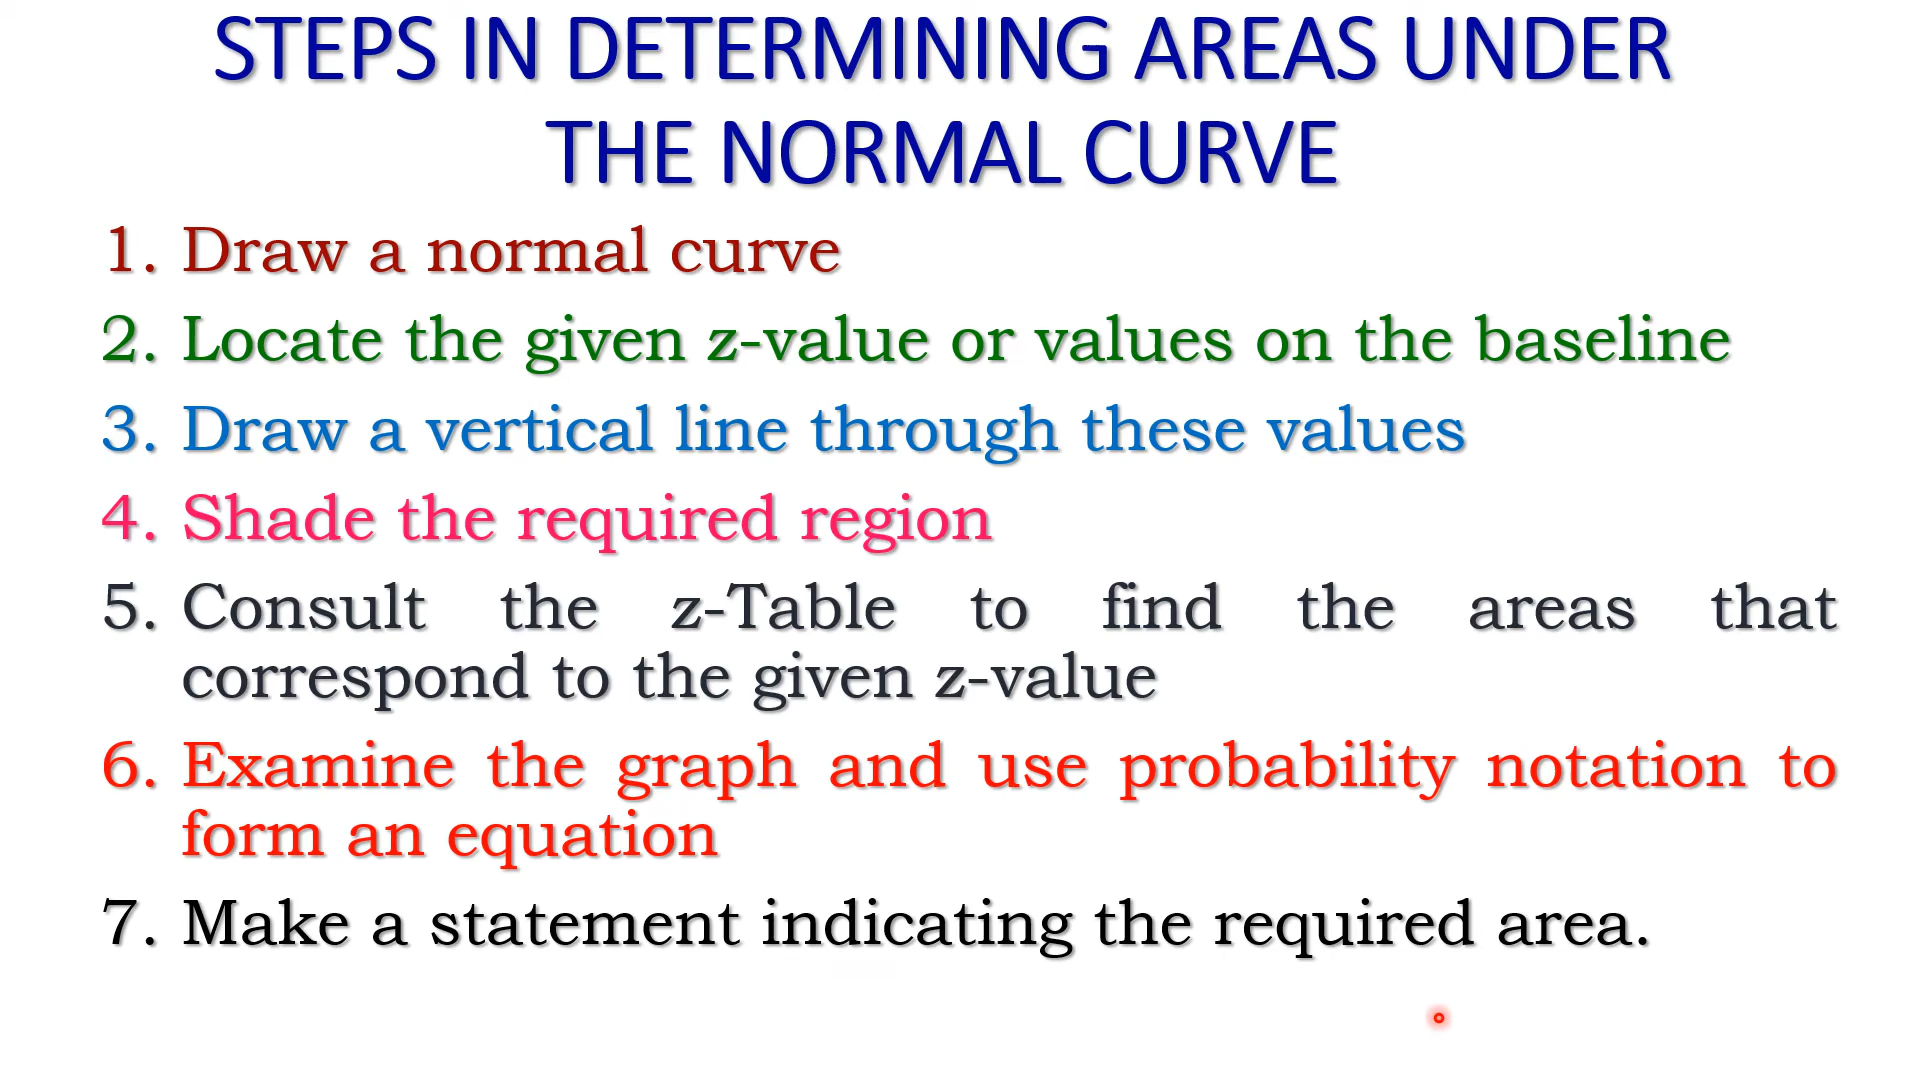 STEPS IN DETERMINING AREAS UNDER
THE NORMAL CURVE
1. Draw a normal curve
2. Locate the given z-value or values on the baseline
3. Draw a vertical line through these values
4. Shade the required region
5. Consult the z-Table to find the areas that
correspond to the given z-value
6. Examine the graph and use probability notation to
form an equation
7. Make a statement indicating the required area.